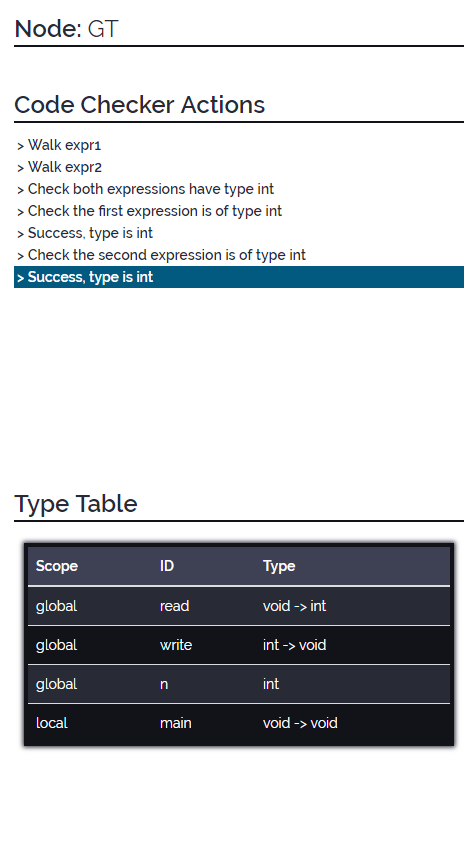 Node: GT
Code Checker Actions
> Walk expr1
> Walk expr2
> Check both expressions have type int
> Check the first expression is of type int
> Success, type is int
> Check the second expression is of type int
> Success, type is int
Type Table
Scope ID Type
global read void -> int
global write int -> void
global n int
local main void -> void